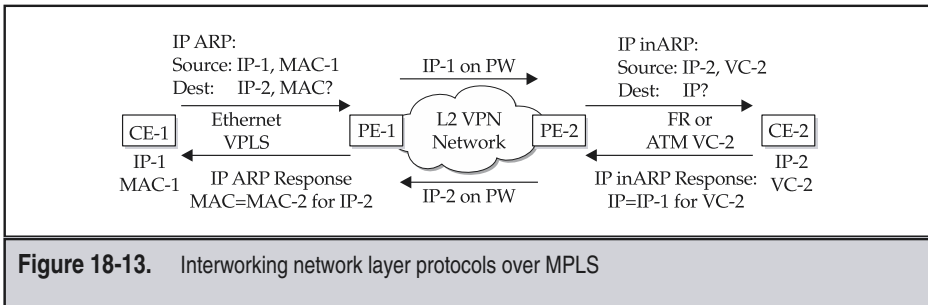 IP ARP:
Source: IP-1, MAC-1
Dest: IP-2, MAC?
IP-1 on PW
IP inARP:
Source: IP-2, VC-2
Dest: IP?
CE-1
Ethernet
VPLS
PE-1
L2 VPN
Network
PE-2
FR or
ATM VC-2
CE-2
IP-1
MAC-1
IP ARP Response
MAC=MAC-2 for IP-2
IP-2 on PW
IP inARP Response:
IP=IP-1 for VC-2
IP-2
VC-2
Figure 18-13. Interworking network layer protocols over MPLS